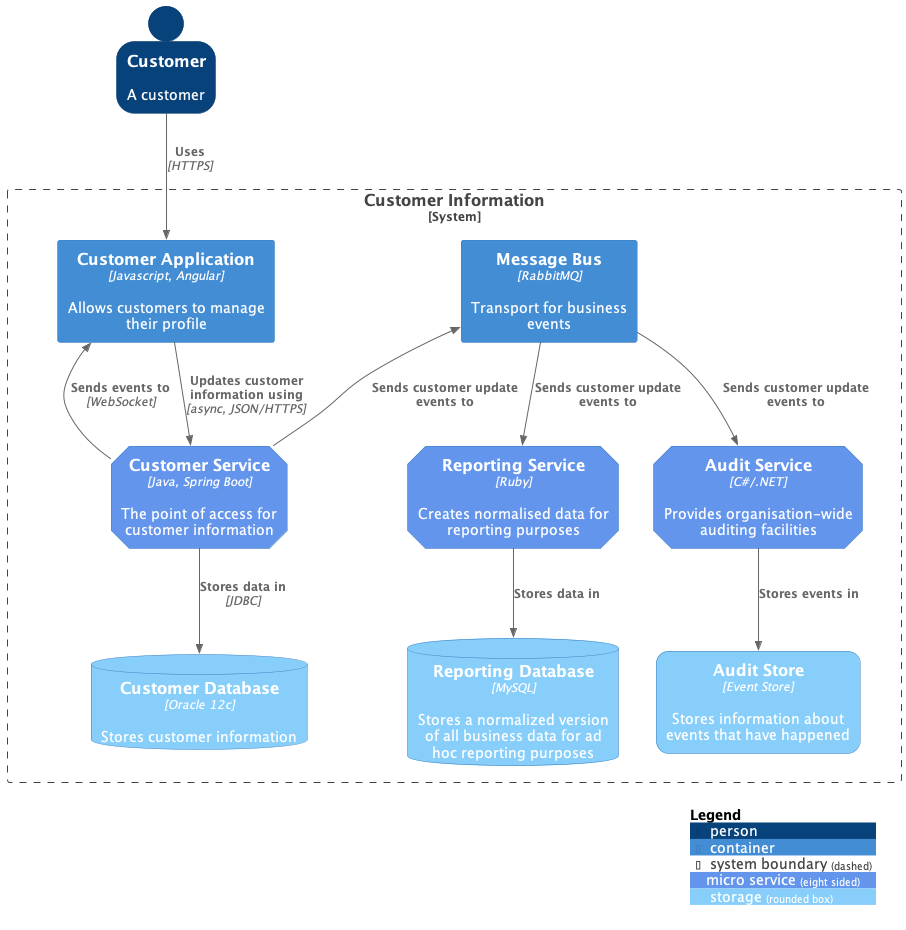 Customer
A customer
Uses
[HTTPS]
Customer Information
[System]
Customer Application
[Javascript, Angular]
Allows customers to manage
their profile
Message Bus
[RabbitMQ]
Transport for business
events
Sends events to
[WebSocket]
Updates customer
information using
[async, JSON/HTTPS]
Sends customer update
events to
Sends customer update
events to
Sends customer update
events to
Customer Service
[Java, Spring Boot]
The point of access for
customer information
Reporting Service
[Ruby]
Creates normalised data for
reporting purposes
Audit Service
[C#/.NET]
Provides organisation-wide
auditing facilities
Stores data in
[JDBC]
Stores data in
Stores events in
Customer Database
[Oracle 12c]
Stores customer information
Reporting Database
[MySQL]
Stores a normalized version
of all business data for ad
hoc reporting purposes
Audit Store
[Event Store]
Stores information about
events that have happened
Legend
person
container
▯ system boundary (dashed)
micro service (eight sided)
storage (rounded box)